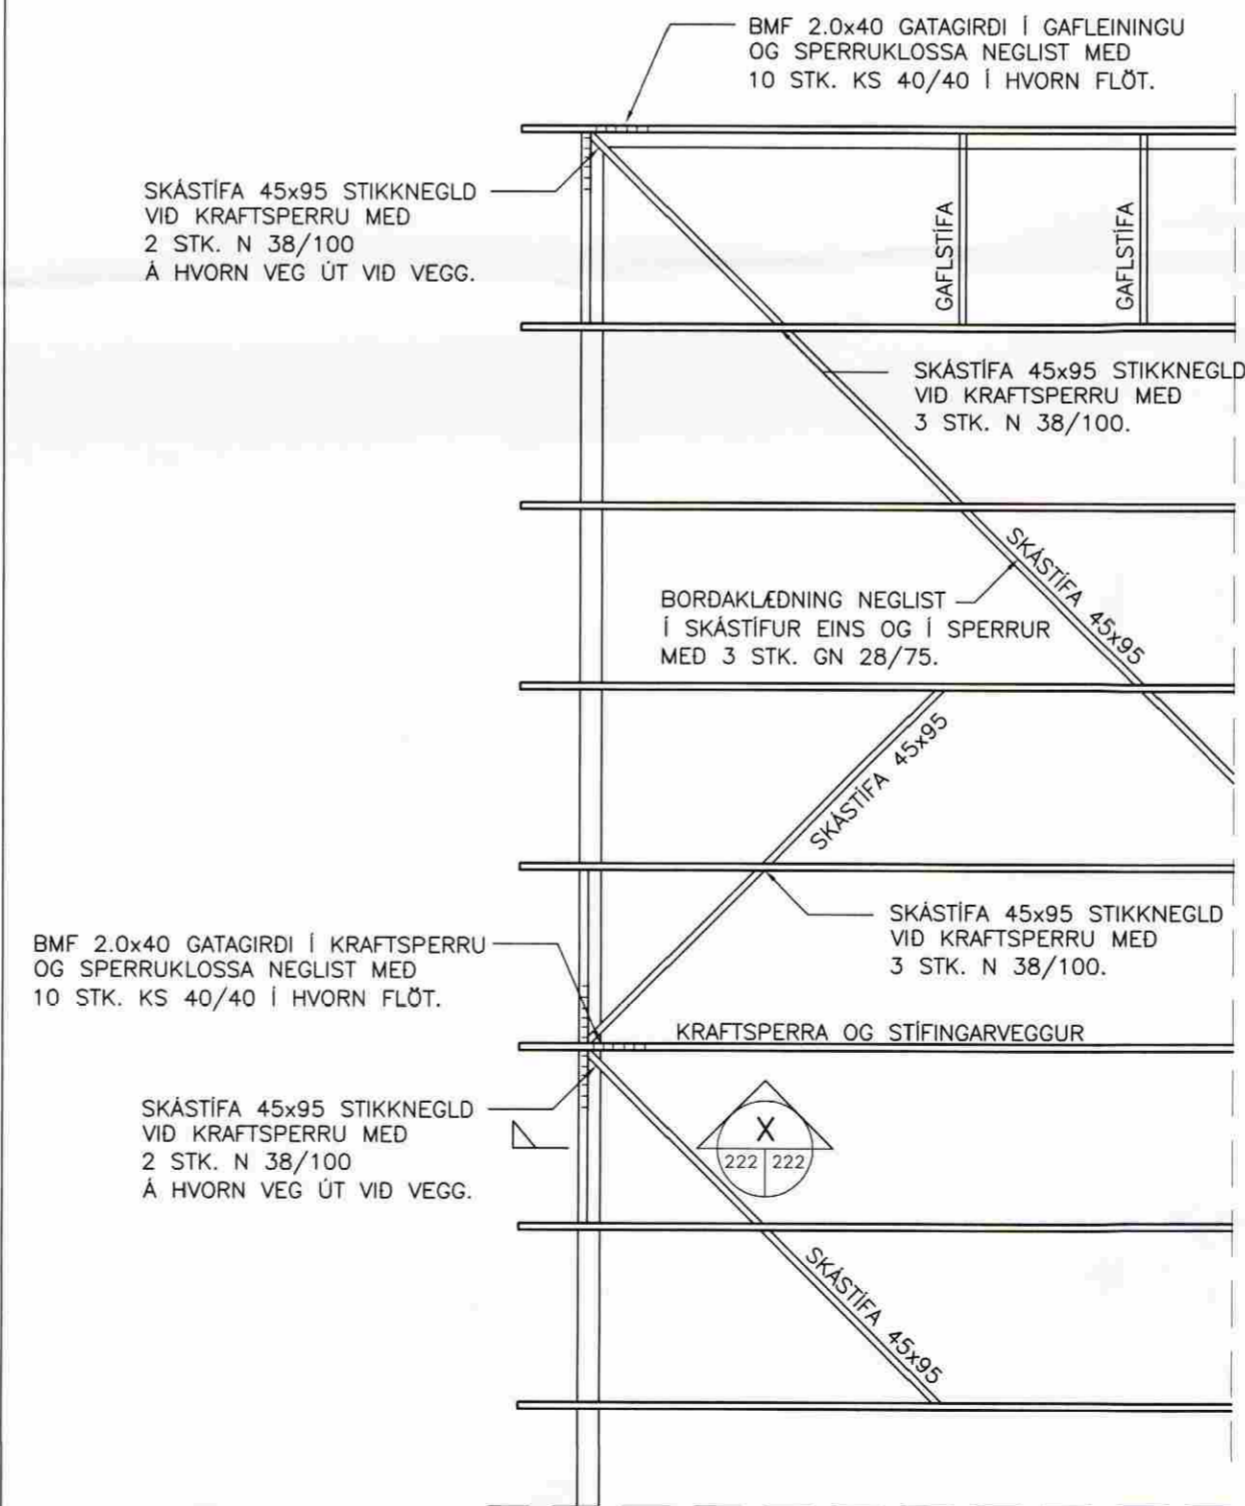 BMF 2.0x40 GATAGIRÐI Í GAFLEININGU
OG SPERRUKLOSSA NEGLIST MEÐ
10 STK. KS 40/40 Í HVORN FLÖT.
SKÁSTÍFA 45x95 STIKKNEGLD
VIÐ KRAFTSPERRU MEÐ
2 STK. N 38/100
Á HVORN VEG ÚT VIÐ VEGG.
GAFLSTÍFA
GAFLSTÍFA
SKÁSTÍFA 45x95 STIKKNEGLD
VIÐ KRAFTSPERRU MEÐ
3 STK. N 38/100.
SKÁSTÍFA 45x95
BORÐAKLÆÐNING NEGLIST
Í SKÁSTÍFUR EINS OG Í SPERRUR
MEÐ 3 STK. GN 28/75.
SKÁSTÍFA 45x95
SKÁSTÍFA 45x95 STIKKNEGLD
VIÐ KRAFTSPERRU MEÐ
3 STK. N 38/100.
BMF 2.0x40 GATAGIRÐI Í KRAFTSPERRU
OG SPERRUKLOSSA NEGLIST MEÐ
10 STK. KS 40/40 Í HVORN FLÖT.
KRAFTSPERRA OG STÍFINGARVEGGUR
SKÁSTÍFA 45x95 STIKKNEGLD
VIÐ KRAFTSPERRU MEÐ
2 STK. N 38/100
Á HVORN VEG ÚT VIÐ VEGG.
X
222 222
SKÁSTÍFA 45x95